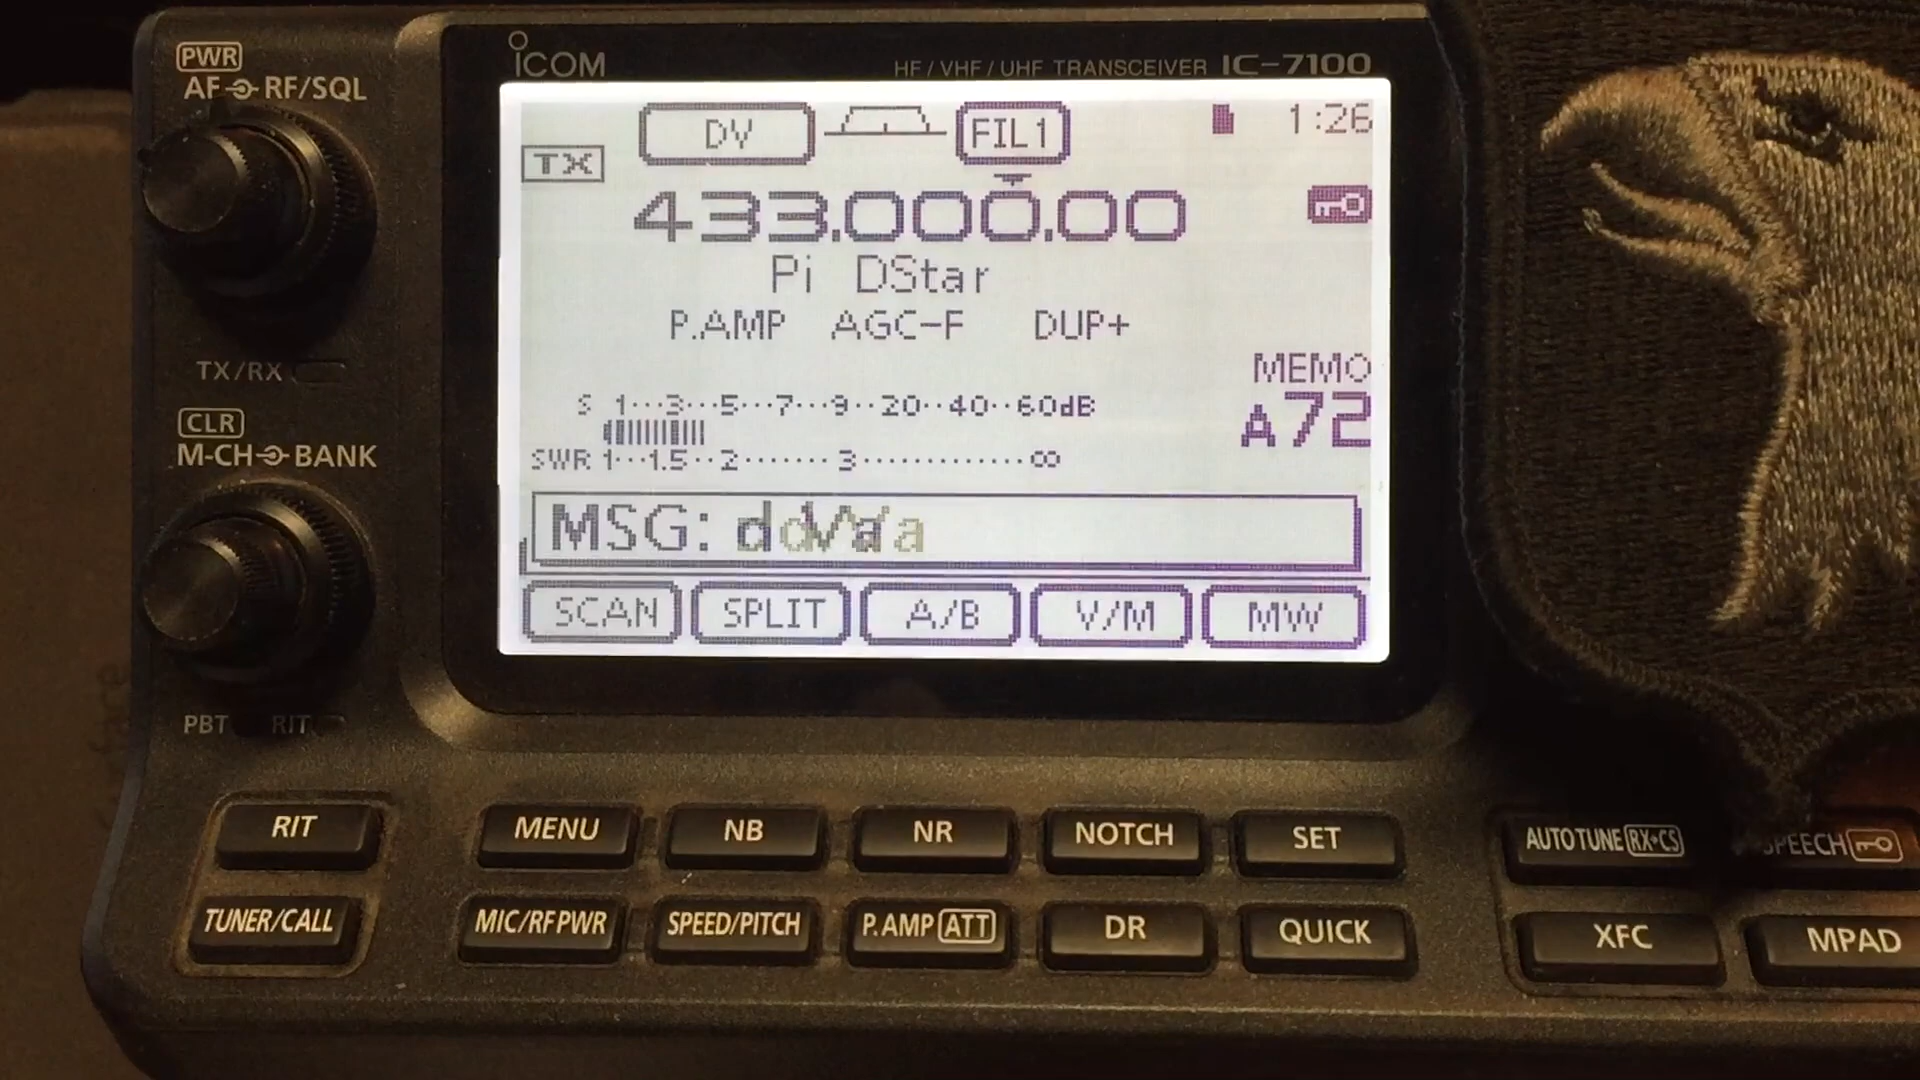 PWR
AF RF/SQL
ICOM
HF/VHF/UHF TRANSCEIVER IC-7100
DV FIL1 1:26
TX
433.000.00
Pi DStar
P.AMP AGC-F DUP+
TX/RX
MEMO
A72
S 1···3···5···7···9··20··40··60dB
CLR
M-CH BANK
SWR 1···1.5··2·······3············∞
MSG:
SCAN SPLIT A/B V/M MW
PBT RIT
RIT MENU NB NR NOTCH SET AUTOTUNE RX▸CS SPEECH
TUNER/CALL MIC/RF PWR SPEED/PITCH P.AMP ATT DR QUICK XFC MPAD